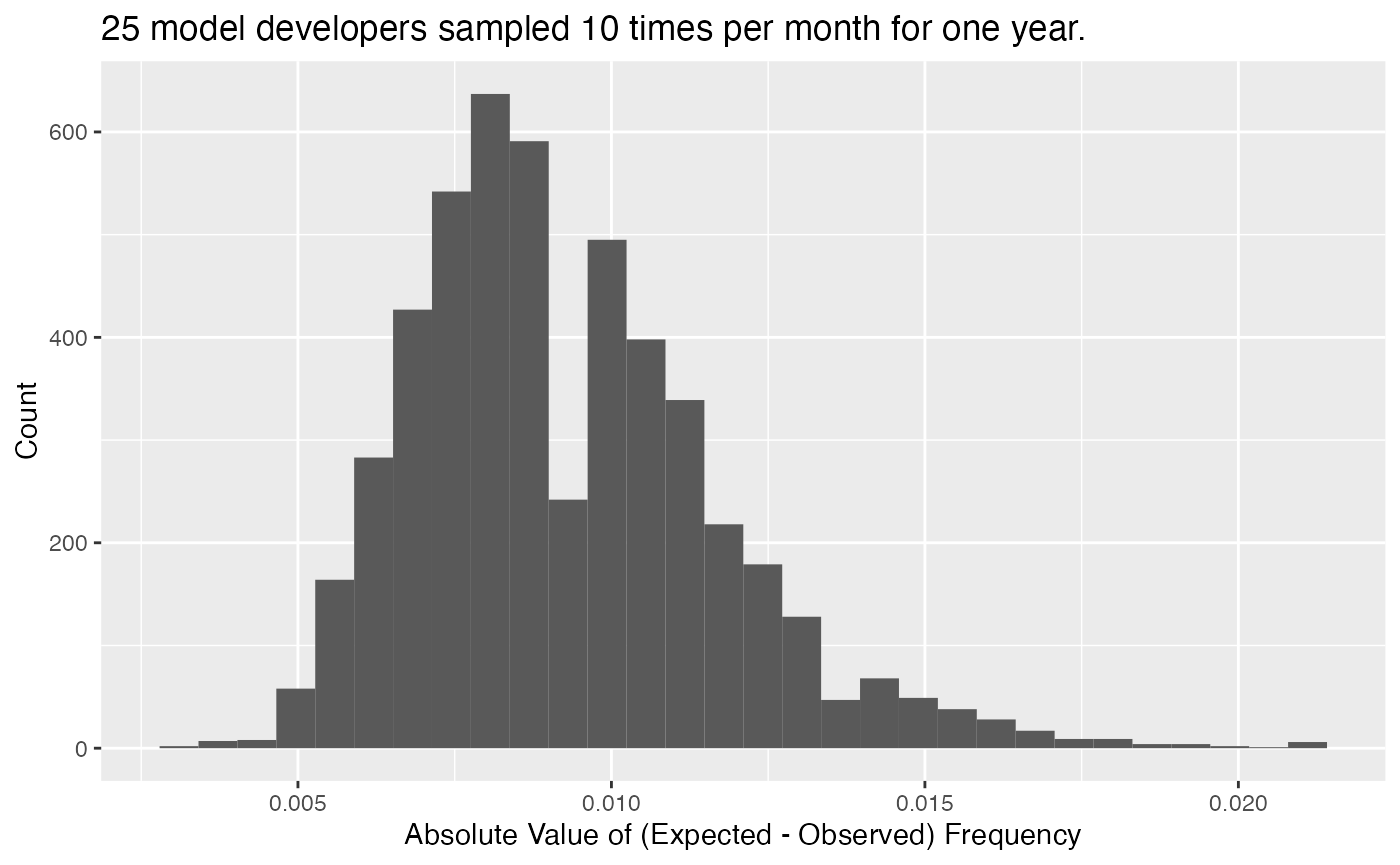 25 model developers sampled 10 times per month for one year.
600
400
200
0
Count
0.005 0.010 0.015 0.020
Absolute Value of (Expected - Observed) Frequency